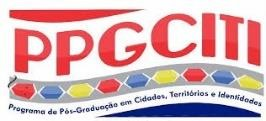 PPGCITI
Programa de Pós-Graduação em Cidades, Territórios e Identidades